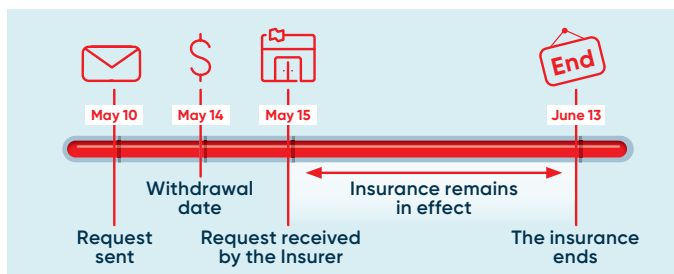 End
May 10
May 14
May 15
June 13
Withdrawal
date
Insurance remains
in effect
Request
sent
Request received
by the Insurer
The insurance
ends